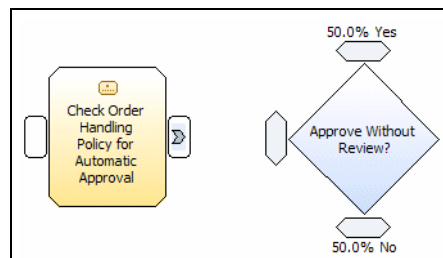 50.0% Yes
Check Order
Handling
Policy for
Automatic
Approval
Approve Without
Review?
50.0% No